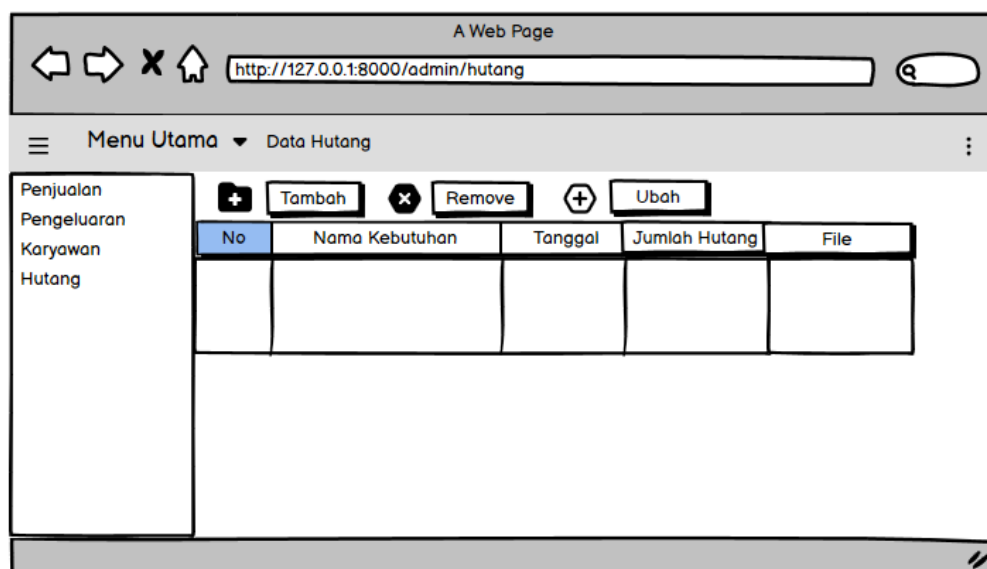 A Web Page
http://127.0.0.1:8000/admin/hutang
Menu Utama Data Hutang
Penjualan
Pengeluaran
Karyawan
Hutang
Tambah Remove Ubah
No Nama Kebutuhan Tanggal Jumlah Hutang File